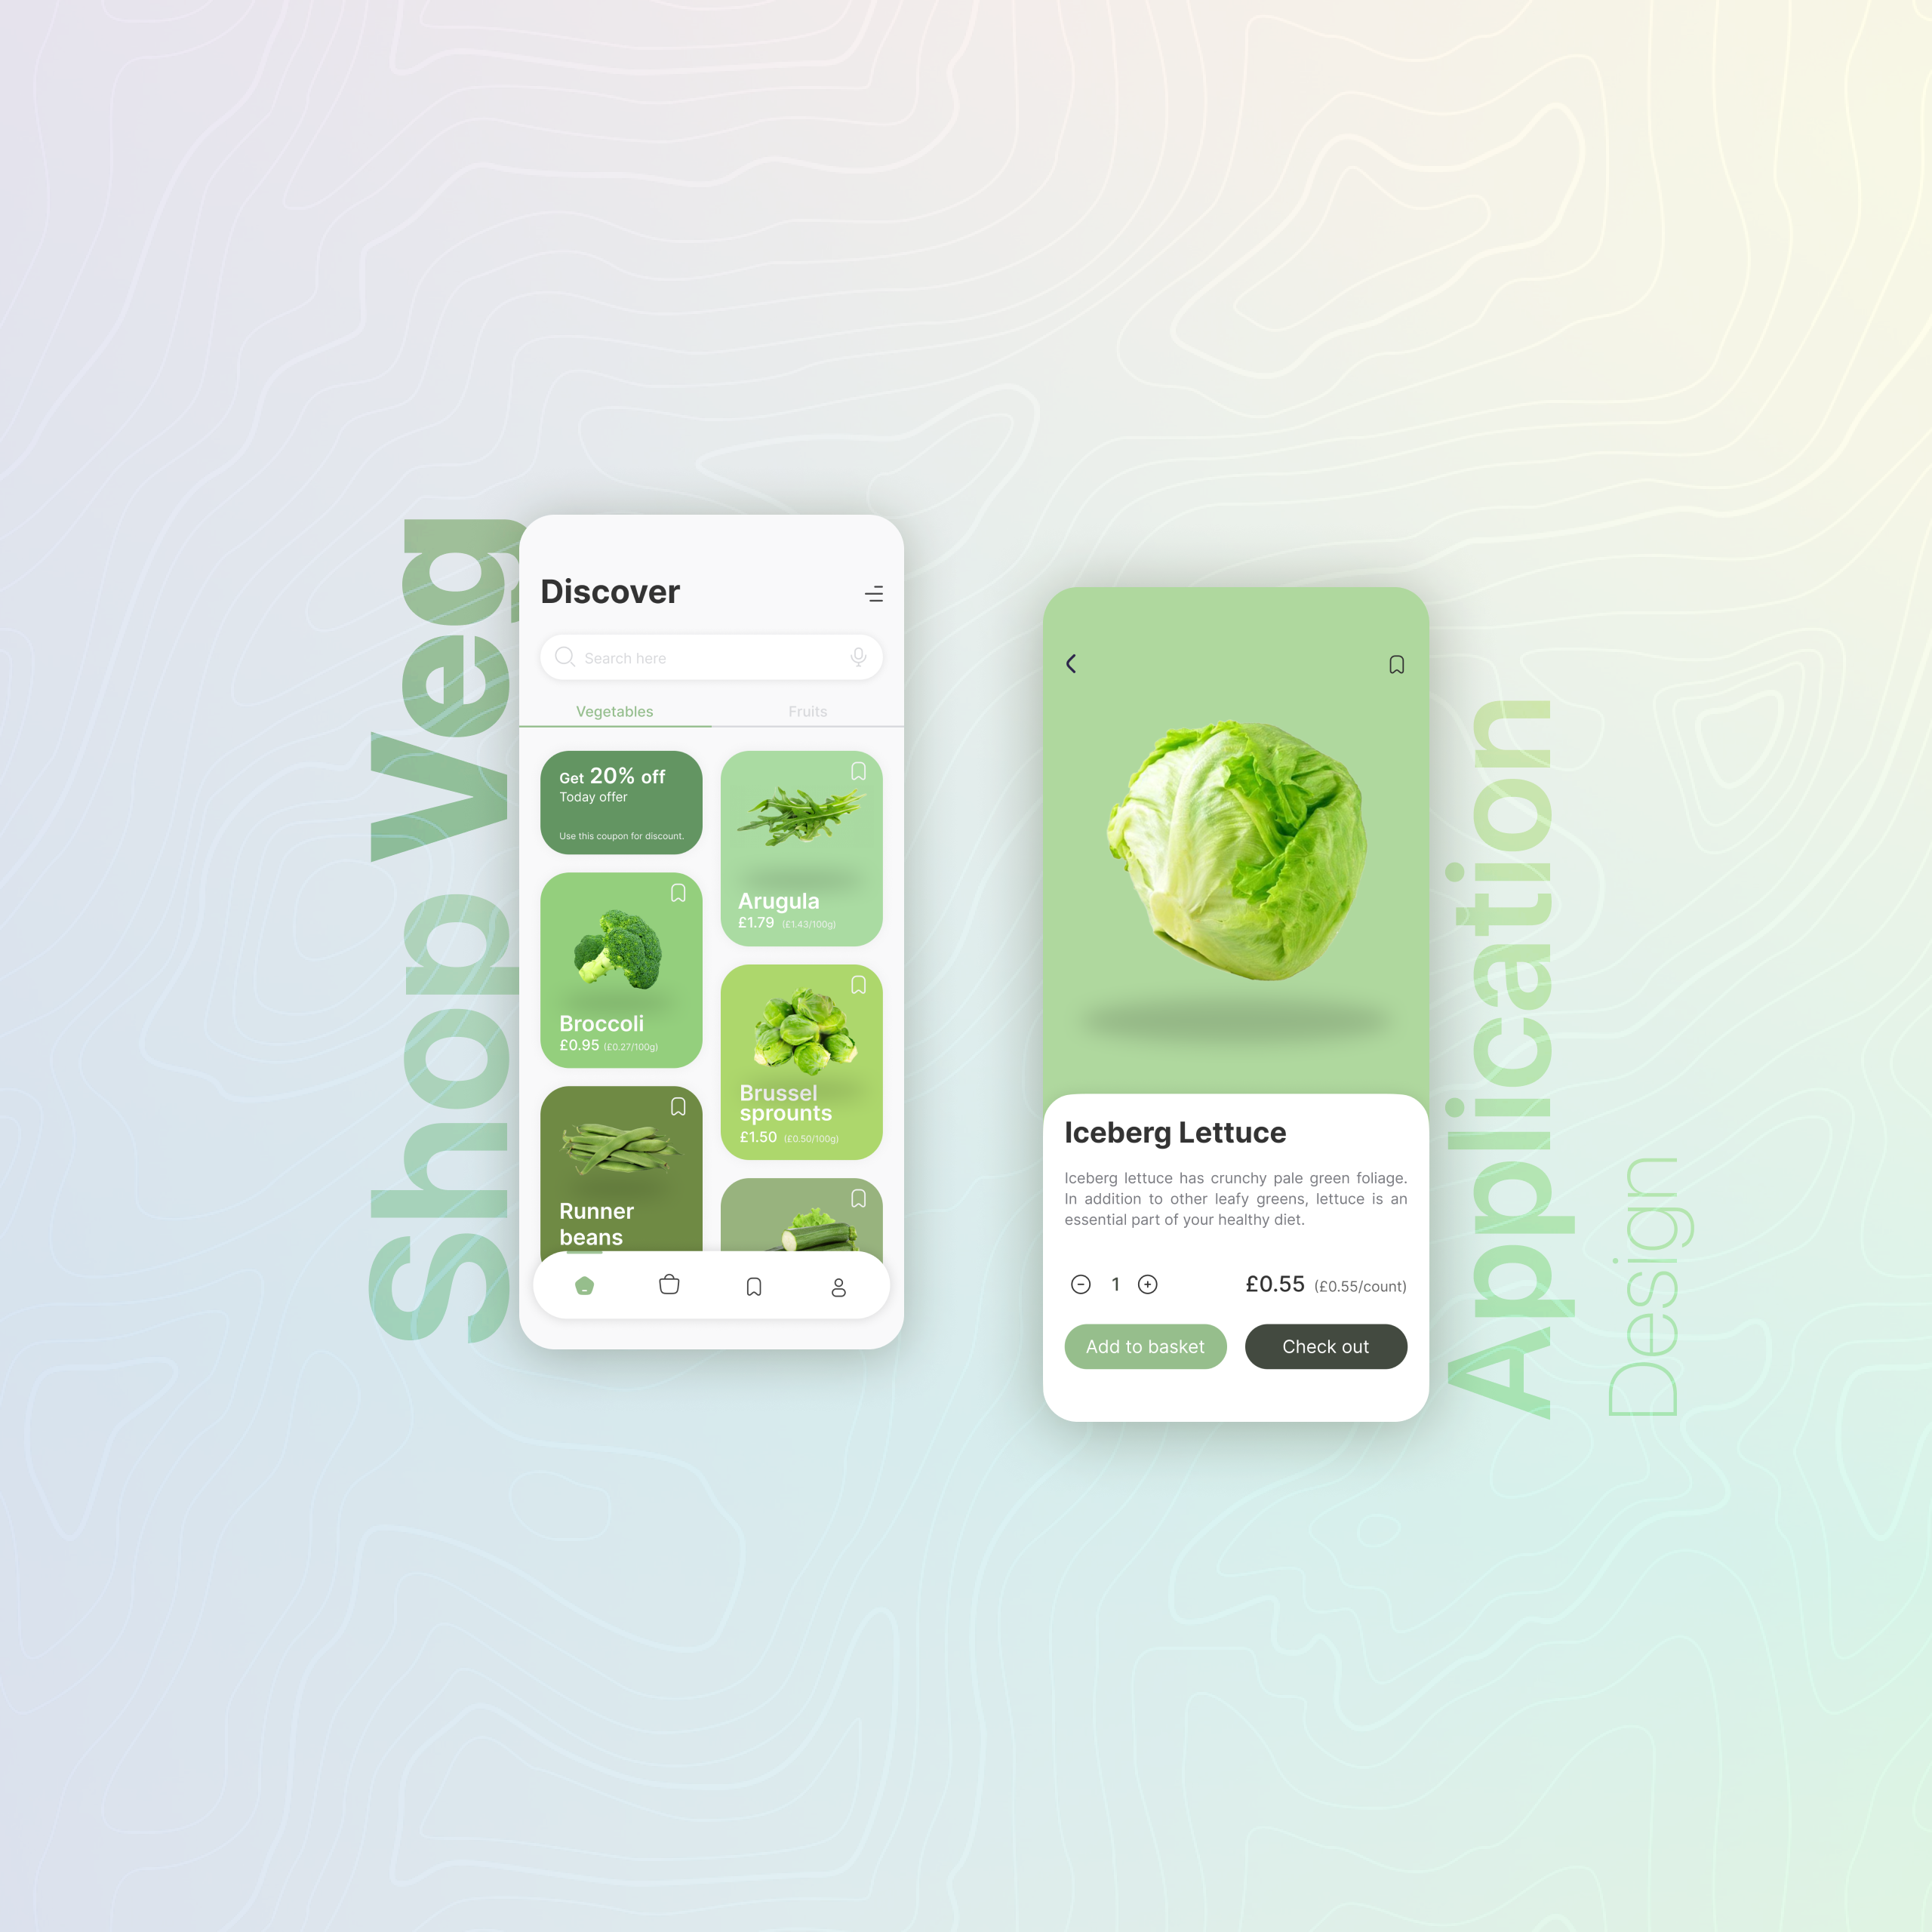 Shop Veg
Discover
Search here
Vegetables
Fruits
Get 20% off
Today offer
Use this coupon for discount.
Arugula
£1.79 (£1.43/100g)
Broccoli
£0.95 (£0.27/100g)
Brussel
sprounts
£1.50 (£0.50/100g)
Runner
beans
Iceberg Lettuce
Iceberg lettuce has crunchy pale green foliage.
In addition to other leafy greens, lettuce is an
essential part of your healthy diet.
1
£0.55 (£0.55/count)
Add to basket
Check out
Application
Design